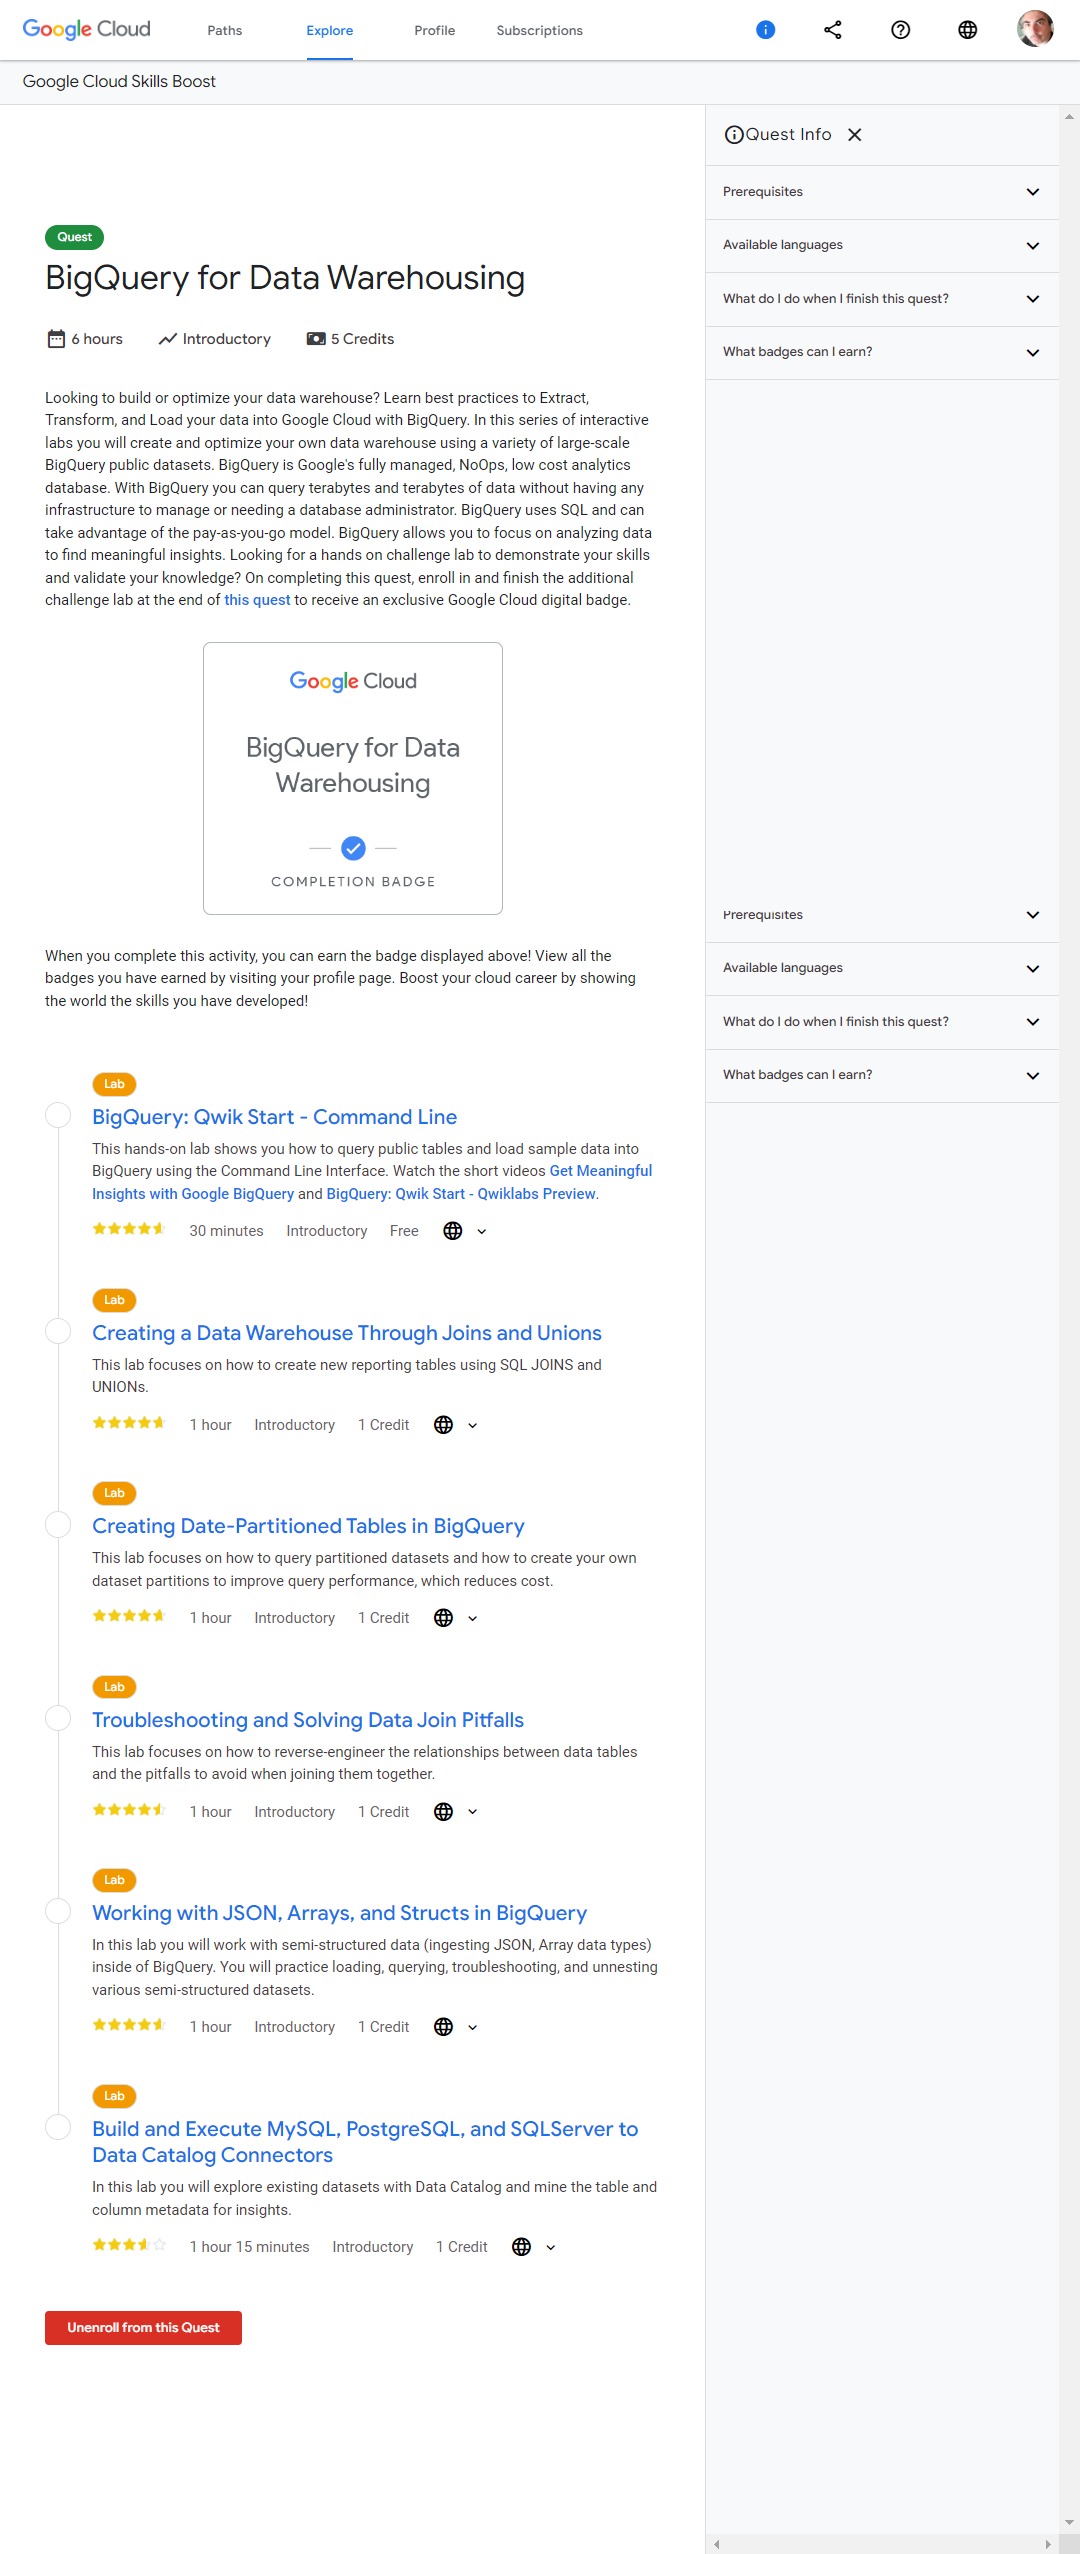 Google Cloud
Paths
Explore
Profile
Subscriptions
Google Cloud Skills Boost
Quest
BigQuery for Data Warehousing
6 hours
Introductory
5 Credits
Looking to build or optimize your data warehouse? Learn best practices to Extract,
Transform, and Load your data into Google Cloud with BigQuery. In this series of interactive
labs you will create and optimize your own data warehouse using a variety of large-scale
BigQuery public datasets. BigQuery is Google's fully managed, NoOps, low cost analytics
database. With BigQuery you can query terabytes and terabytes of data without having any
infrastructure to manage or needing a database administrator. BigQuery uses SQL and can
take advantage of the pay-as-you-go model. BigQuery allows you to focus on analyzing data
to find meaningful insights. Looking for a hands on challenge lab to demonstrate your skills
and validate your knowledge? On completing this quest, enroll in and finish the additional
challenge lab at the end of this quest to receive an exclusive Google Cloud digital badge.
Google Cloud
BigQuery for Data
Warehousing
COMPLETION BADGE
When you complete this activity, you can earn the badge displayed above! View all the
badges you have earned by visiting your profile page. Boost your cloud career by showing
the world the skills you have developed!
Lab
BigQuery: Qwik Start - Command Line
This hands-on lab shows you how to query public tables and load sample data into
BigQuery using the Command Line Interface. Watch the short videos Get Meaningful
Insights with Google BigQuery and BigQuery: Qwik Start - Qwiklabs Preview.
30 minutes
Introductory
Free
Lab
Creating a Data Warehouse Through Joins and Unions
This lab focuses on how to create new reporting tables using SQL JOINS and
UNIONs.
1 hour
Introductory
1 Credit
Lab
Creating Date-Partitioned Tables in BigQuery
This lab focuses on how to query partitioned datasets and how to create your own
dataset partitions to improve query performance, which reduces cost.
1 hour
Introductory
1 Credit
Lab
Troubleshooting and Solving Data Join Pitfalls
This lab focuses on how to reverse-engineer the relationships between data tables
and the pitfalls to avoid when joining them together.
1 hour
Introductory
1 Credit
Lab
Working with JSON, Arrays, and Structs in BigQuery
In this lab you will work with semi-structured data (ingesting JSON, Array data types)
inside of BigQuery. You will practice loading, querying, troubleshooting, and unnesting
various semi-structured datasets.
1 hour
Introductory
1 Credit
Lab
Build and Execute MySQL, PostgreSQL, and SQLServer to
Data Catalog Connectors
In this lab you will explore existing datasets with Data Catalog and mine the table and
column metadata for insights.
1 hour 15 minutes
Introductory
1 Credit
Unenroll from this Quest
Quest Info
Prerequisites
Available languages
What do I do when I finish this quest?
What badges can I earn?
Prerequisites
Available languages
What do I do when I finish this quest?
What badges can I earn?